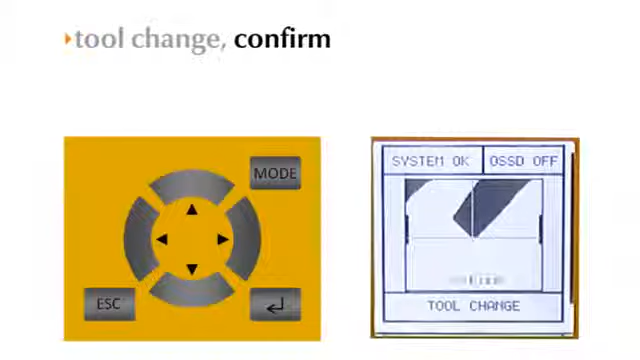 tool change, confirm
MODE
ESC
SYSTEM OK
OSSD OFF
TOOL CHANGE